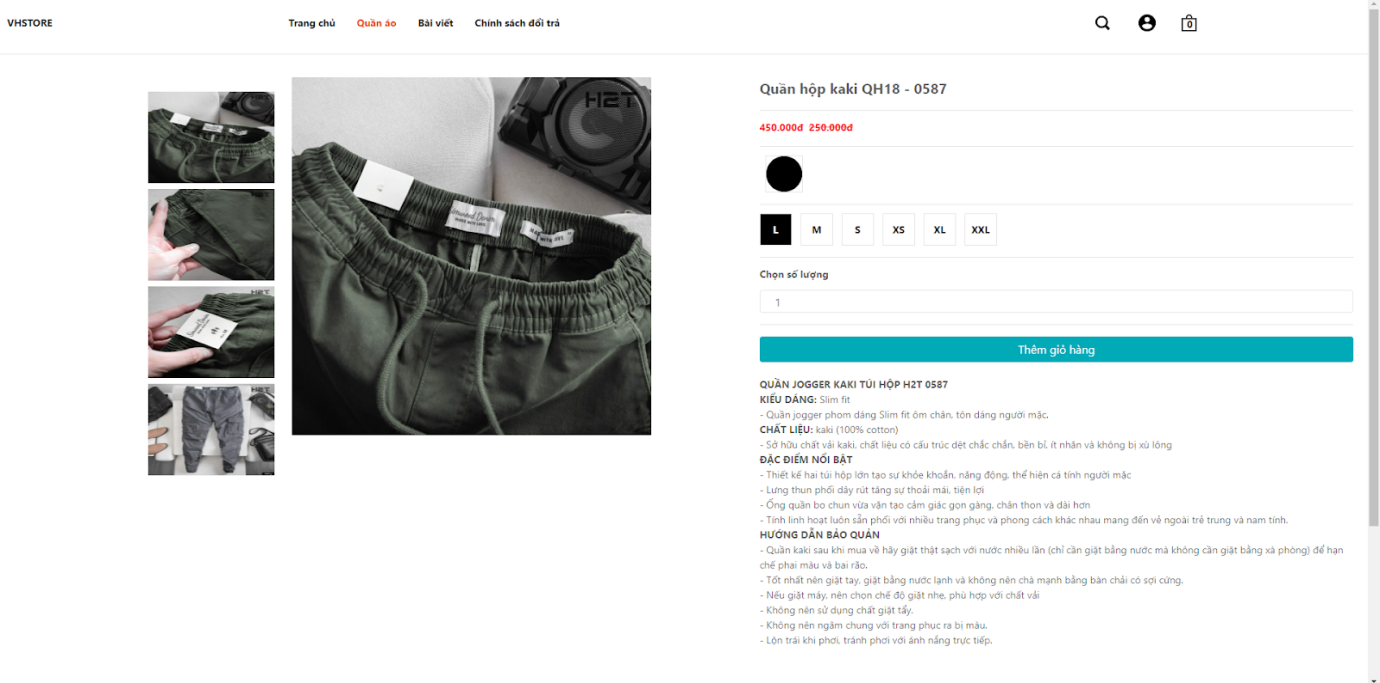 VHSTORE
Trang chủ
Quần áo
Bài viết
Chính sách đổi trả
0
H2T
Quần hộp kaki QH18 - 0587
450.000đ 250.000đ
L
M
S
XS
XL
XXL
Chọn số lượng
1
Thêm giỏ hàng
QUẦN JOGGER KAKI TÚI HỘP H2T 0587
KIỂU DÁNG: Slim fit
- Quần jogger phom dáng Slim fit ôm chân, tôn dáng người mặc.
CHẤT LIỆU: kaki (100% cotton)
- Sở hữu chất vải kaki, chất liệu có cấu trúc dệt chắc chắn, bền bỉ, ít nhăn và không bị xù lông
ĐẶC ĐIỂM NỔI BẬT
- Thiết kế hai túi hộp lớn tạo sự khỏe khoắn, năng động, thể hiện cá tính người mặc
- Lưng thun phối dây rút tăng sự thoải mái, tiện lợi
- Ống quần bo chun vừa vặn tạo cảm giác gọn gàng, chân thon và dài hơn
- Tính linh hoạt luôn sẵn phối với nhiều trang phục và phong cách khác nhau mang đến vẻ ngoài trẻ trung và nam tính.
HƯỚNG DẪN BẢO QUẢN
- Quần kaki sau khi mua về hãy giặt thật sạch với nước nhiều lần (chỉ cần giặt bằng nước mà không cần giặt bằng xà phòng) để hạn
chế phai màu và bai rão.
- Tốt nhất nên giặt tay, giặt bằng nước lạnh và không nên chà mạnh bằng bàn chải có sợi cứng.
- Nếu giặt máy, nên chọn chế độ giặt nhẹ, phù hợp với chất vải
- Không nên sử dụng chất giặt tẩy.
- Không nên ngâm chung với trang phục ra bị màu.
- Lộn trái khi phơi, tránh phơi với ánh nắng trực tiếp.